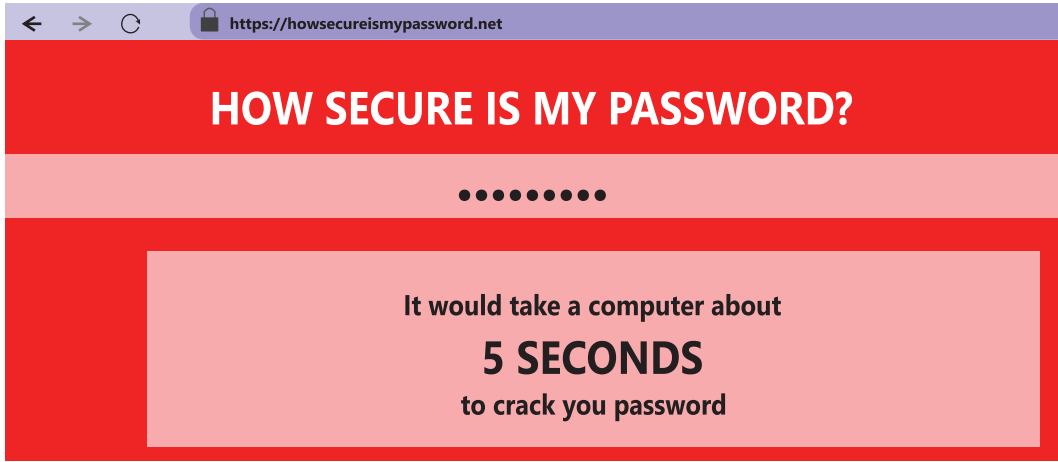 https://howsecureismypassword.net
HOW SECURE IS MY PASSWORD?
•••••••••
It would take a computer about
5 SECONDS
to crack you password